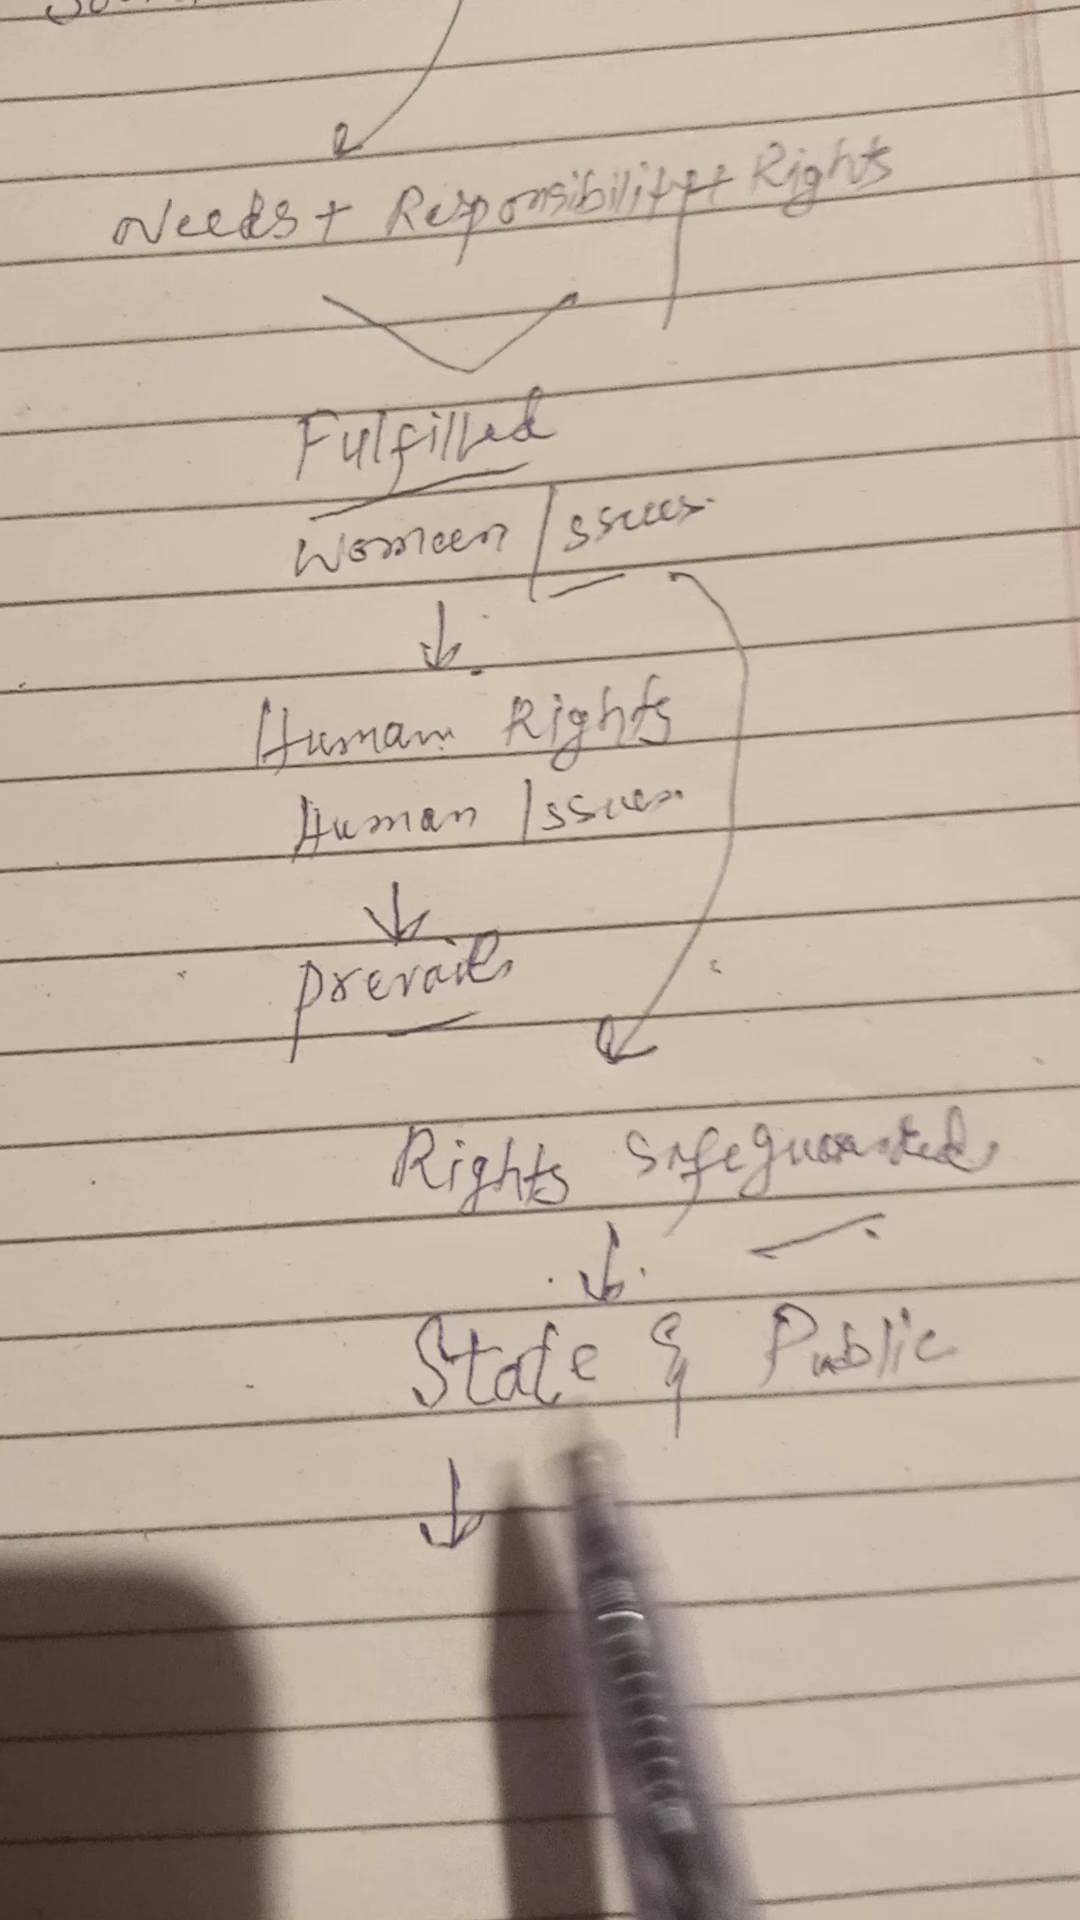 Needs + Responsibility + Rights
Fulfilled
Women Issues
Human Rights
Human Issues
Prevails
Rights Safeguarded
State & Public